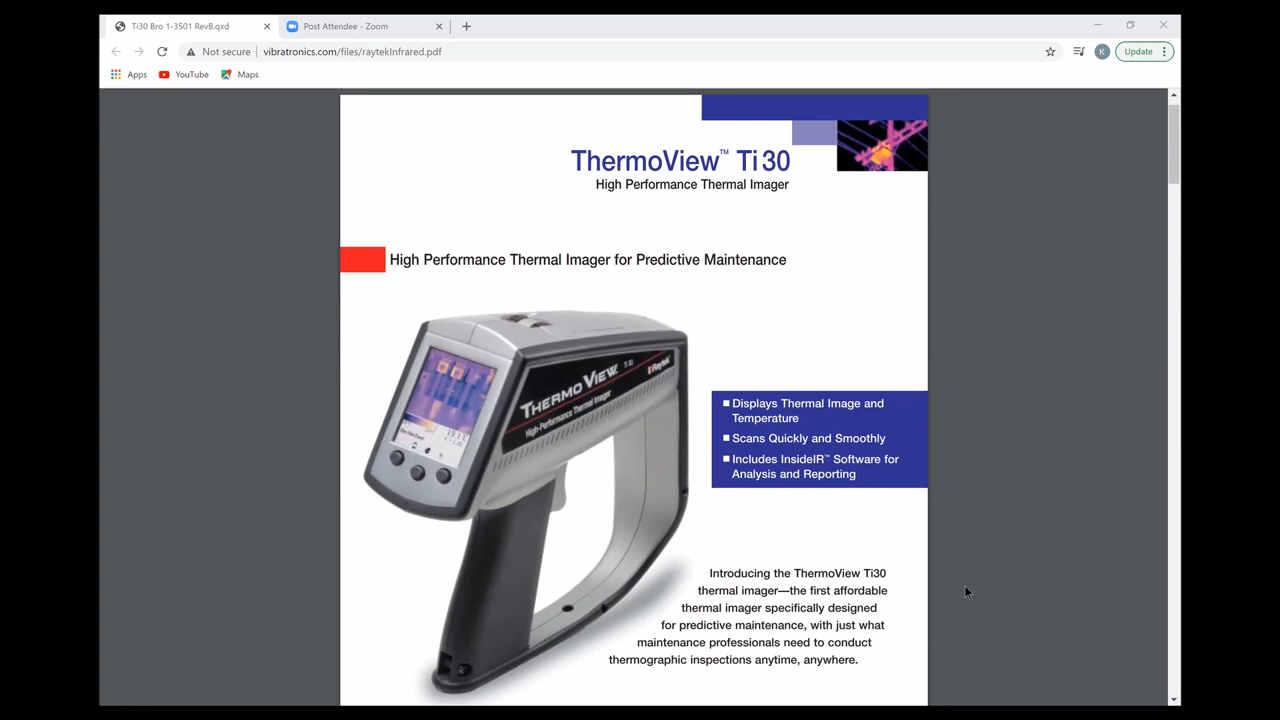 Ti30 Bro 1-3501 RevB.qxd
Post Attendee - Zoom
Not secure
vibratronics.com/files/raytekInfrared.pdf
K
Update
Apps
YouTube
Maps
ThermoView™ Ti30
High Performance Thermal Imager
High Performance Thermal Imager for Predictive Maintenance
THERMOVIEW Ti30 Raytek
High-Performance Thermal Imager
■ Displays Thermal Image and
Temperature
■ Scans Quickly and Smoothly
■ Includes InsideIR™ Software for
Analysis and Reporting
Introducing the ThermoView Ti30
thermal imager—the first affordable
thermal imager specifically designed
for predictive maintenance, with just what
maintenance professionals need to conduct
thermographic inspections anytime, anywhere.